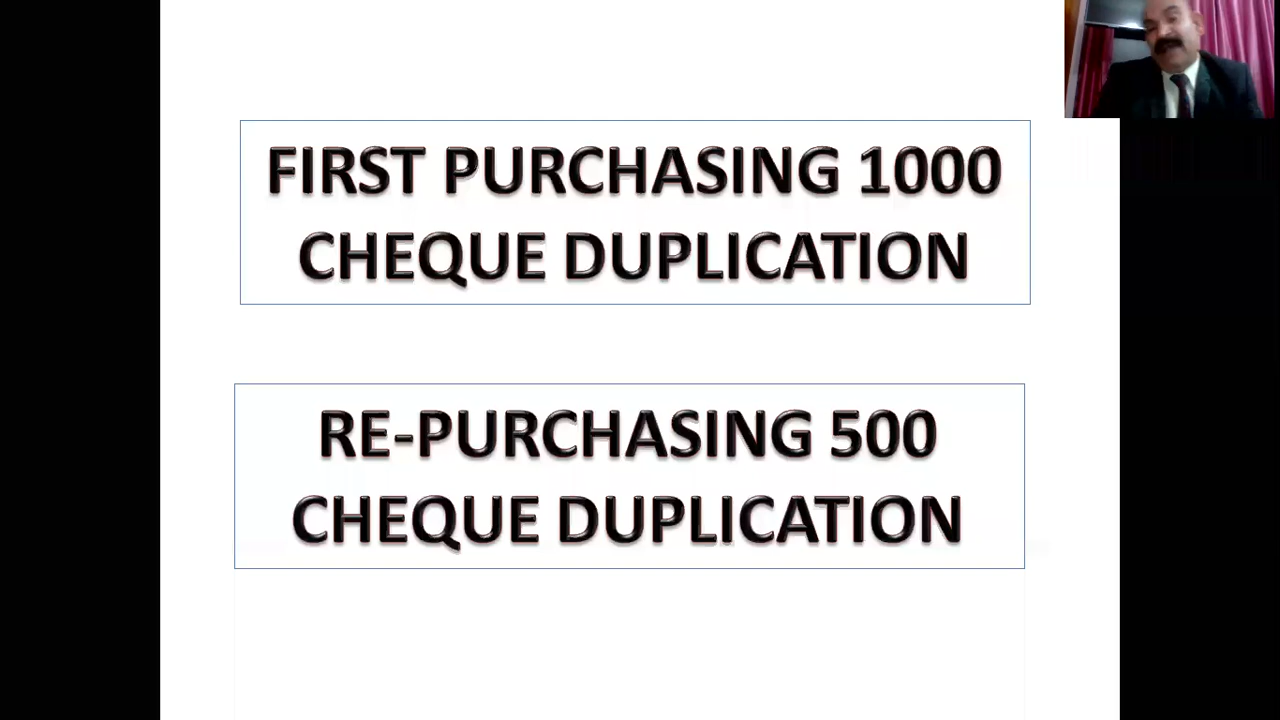 FIRST PURCHASING 1000
CHEQUE DUPLICATION
RE-PURCHASING 500
CHEQUE DUPLICATION